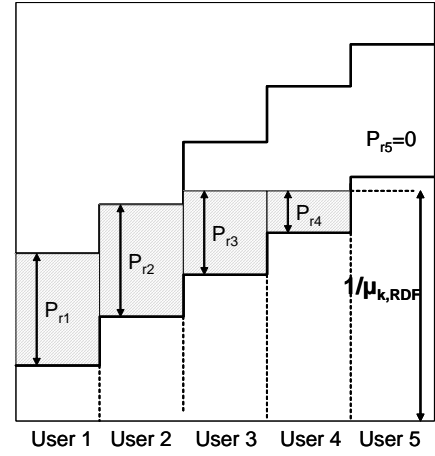 P_r5=0
P_r4
P_r3
P_r2
P_r1
1/μ_k,RDF
User 1 User 2 User 3 User 4 User 5